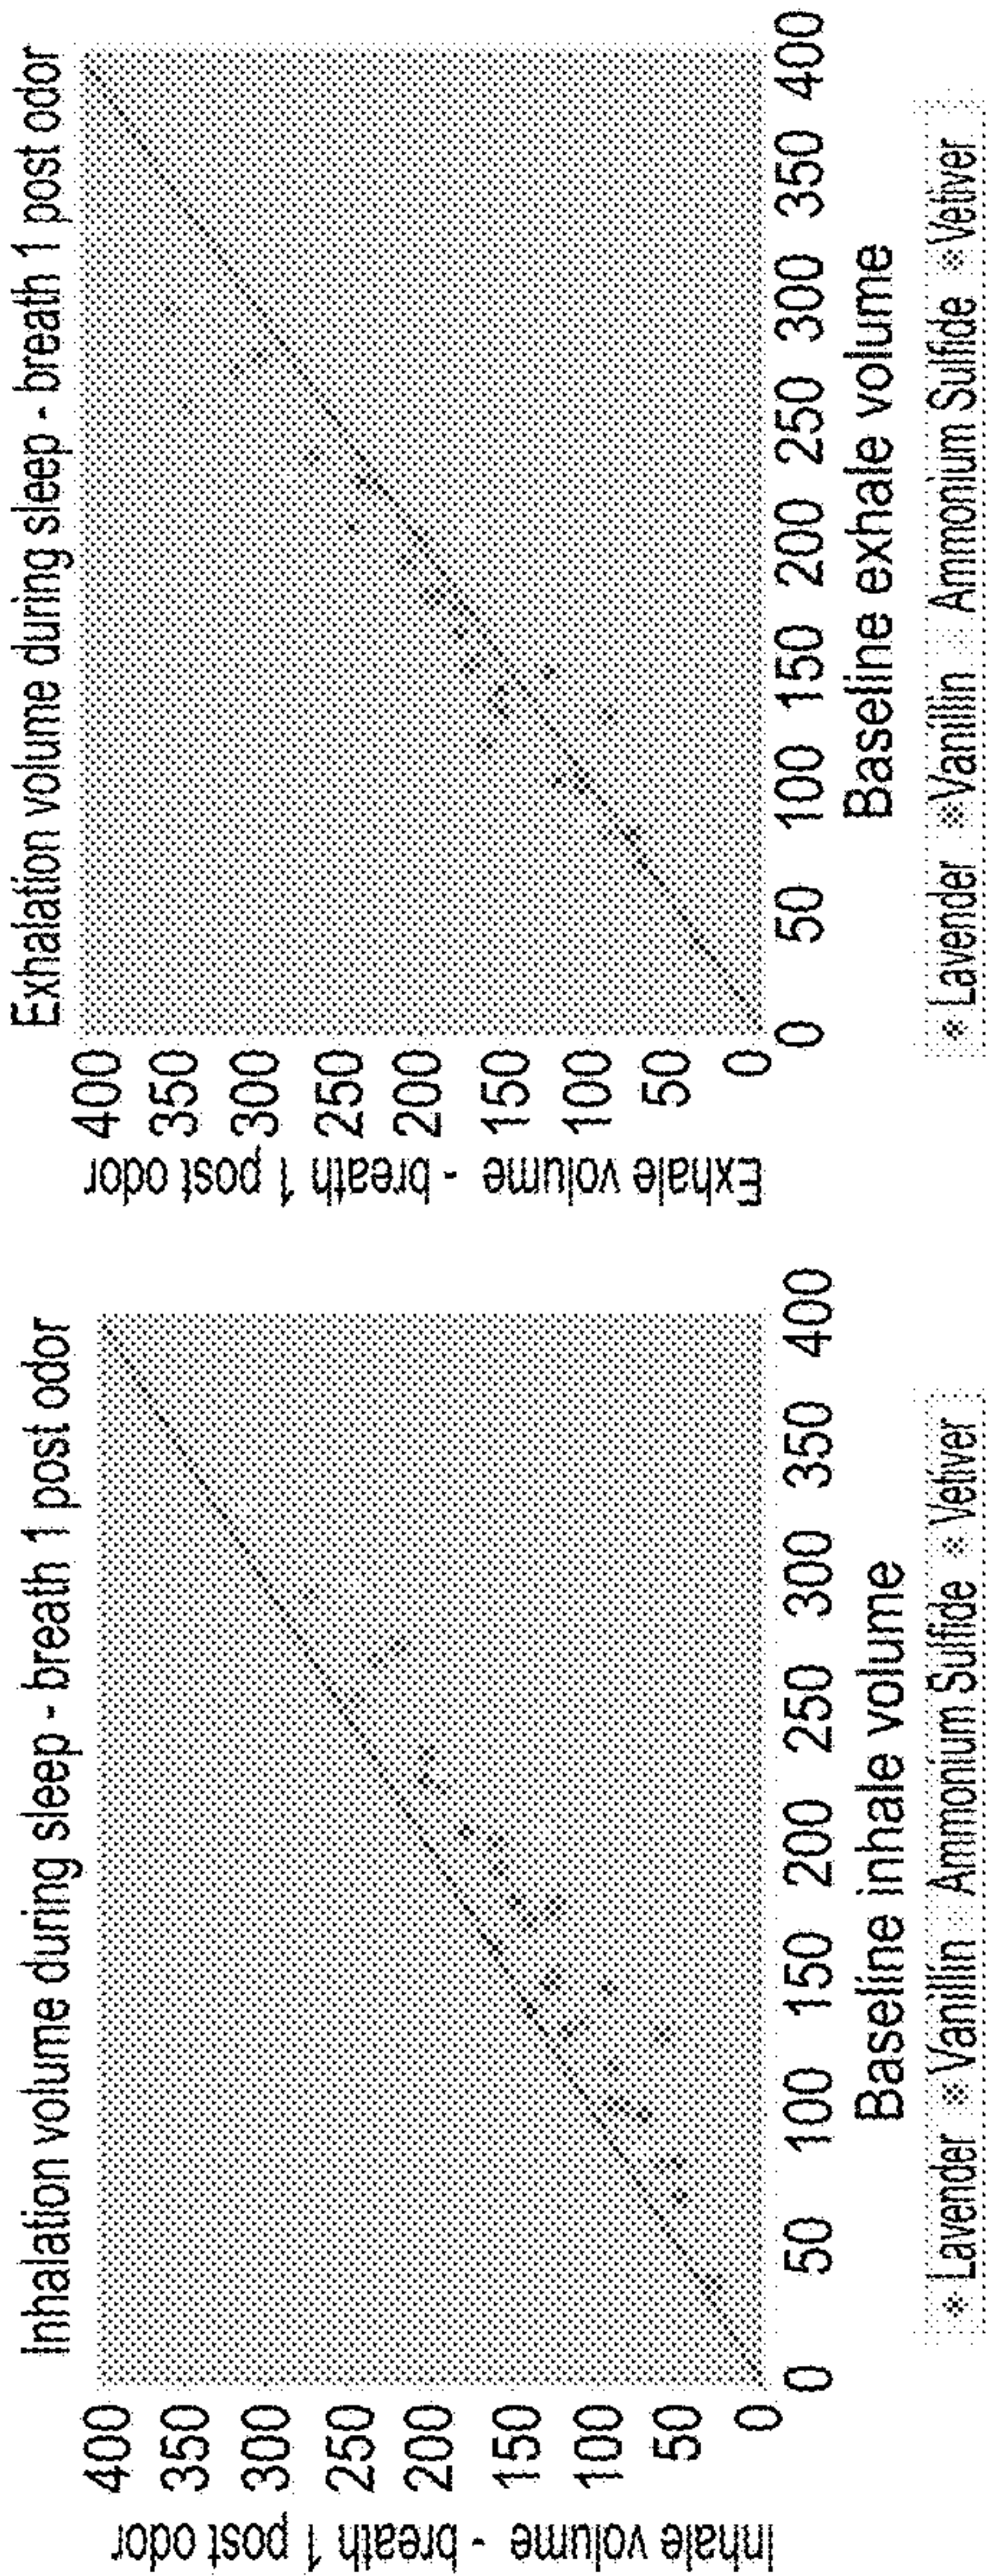 Inhalation volume during sleep - breath 1 post odor
Inhale volume - breath 1 post odor
400
350
300
250
200
150
100
50
0
0 50 100 150 200 250 300 350 400
Baseline inhale volume
Lavender Vanillin Ammonium Sulfide Vetiver
Exhalation volume during sleep - breath 1 post odor
Exhale volume - breath 1 post odor
400
350
300
250
200
150
100
50
0
0 50 100 150 200 250 300 350 400
Baseline exhale volume
Lavender Vanillin Ammonium Sulfide Vetiver